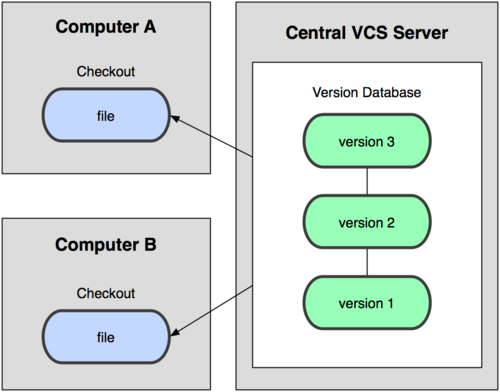 Computer A
Checkout
file
Computer B
Checkout
file
Central VCS Server
Version Database
version 3
version 2
version 1